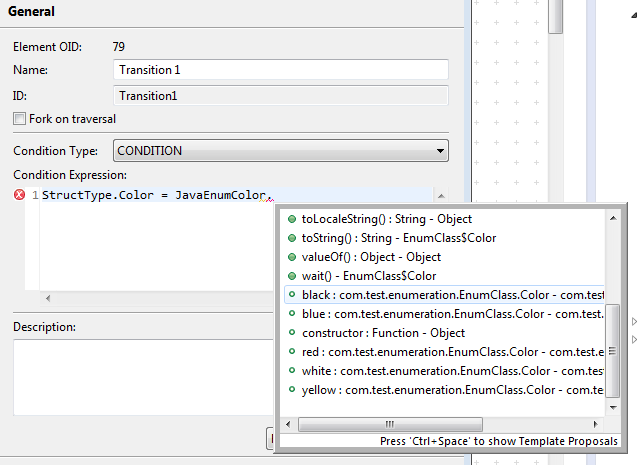 General
Element OID: 79
Name: Transition 1
ID: Transition1
Fork on traversal
Condition Type: CONDITION
Condition Expression:
1 StructType.Color = JavaEnumColor.
toLocaleString() : String - Object
toString() : String - EnumClass$Color
valueOf() : Object - Object
wait() - EnumClass$Color
black : com.test.enumeration.EnumClass.Color - com.test
blue : com.test.enumeration.EnumClass.Color - com.test.
constructor : Function - Object
red : com.test.enumeration.EnumClass.Color - com.test.e
white : com.test.enumeration.EnumClass.Color - com.test
yellow : com.test.enumeration.EnumClass.Color - com.tes
Press 'Ctrl+Space' to show Template Proposals
Description: